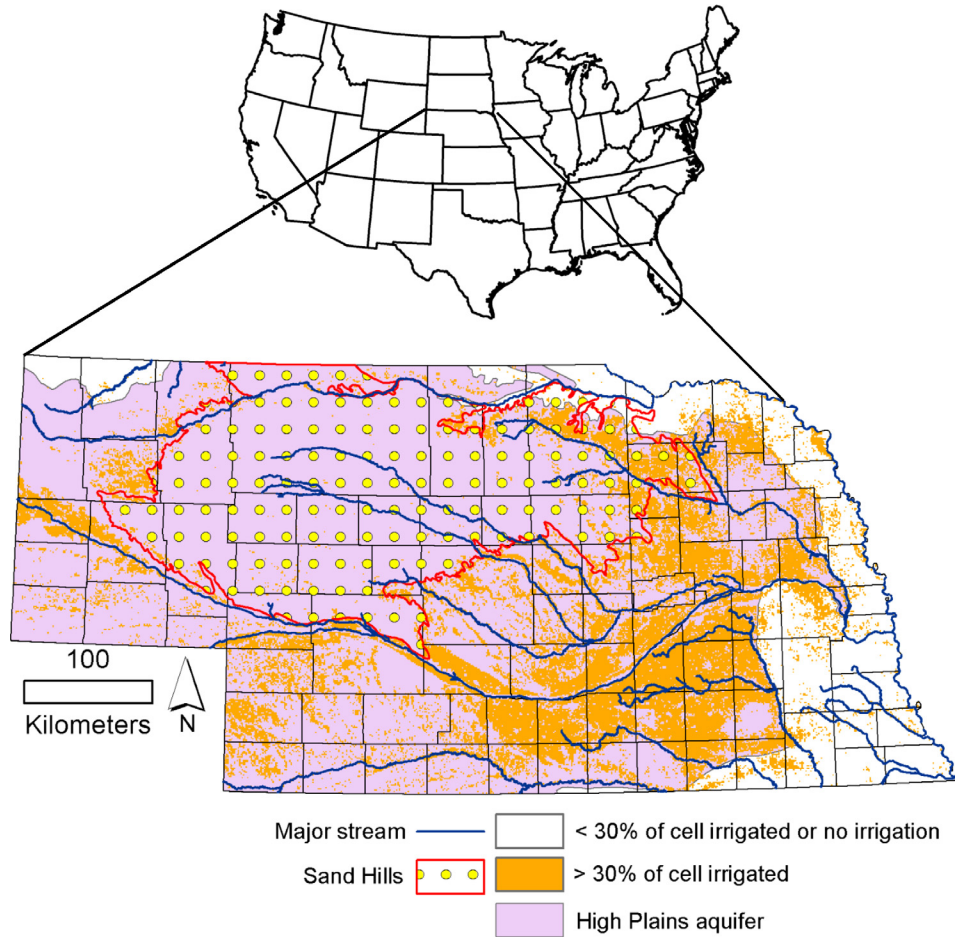 100
Kilometers
N
Major stream
< 30% of cell irrigated or no irrigation
Sand Hills
> 30% of cell irrigated
High Plains aquifer